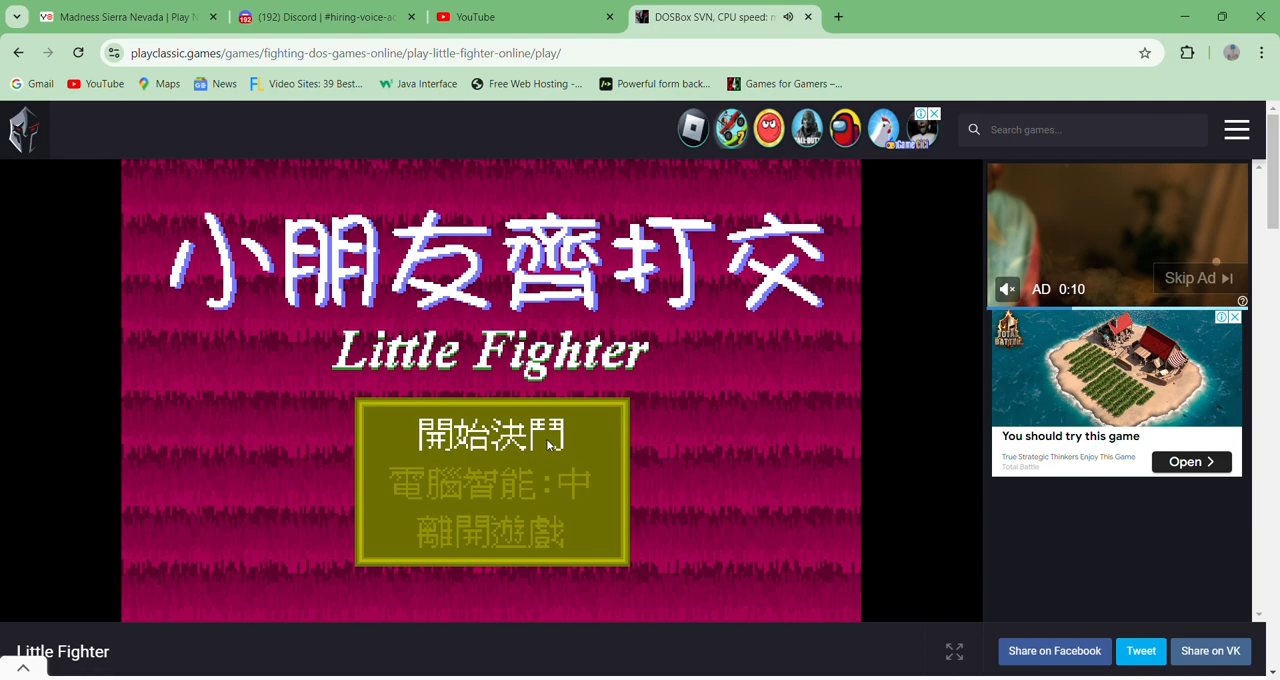 Madness Sierra Nevada | Play N
(192) Discord | #hiring-voice-ac
YouTube
DOSBox SVN, CPU speed: m
playclassic.games/games/fighting-dos-games-online/play-little-fighter-online/play/
Gmail
YouTube
Maps
News
Video Sites: 39 Best...
Java Interface
Free Web Hosting -...
Powerful form back...
Games for Gamers –...
Search games...
小朋友齊打交
Little Fighter
開始決鬥
電腦智能:中
離開遊戲
Skip Ad
AD 0:10
TOTAL BATTLE
You should try this game
True Strategic Thinkers Enjoy This Game
Total Battle
Open
Little Fighter
Share on Facebook
Tweet
Share on VK